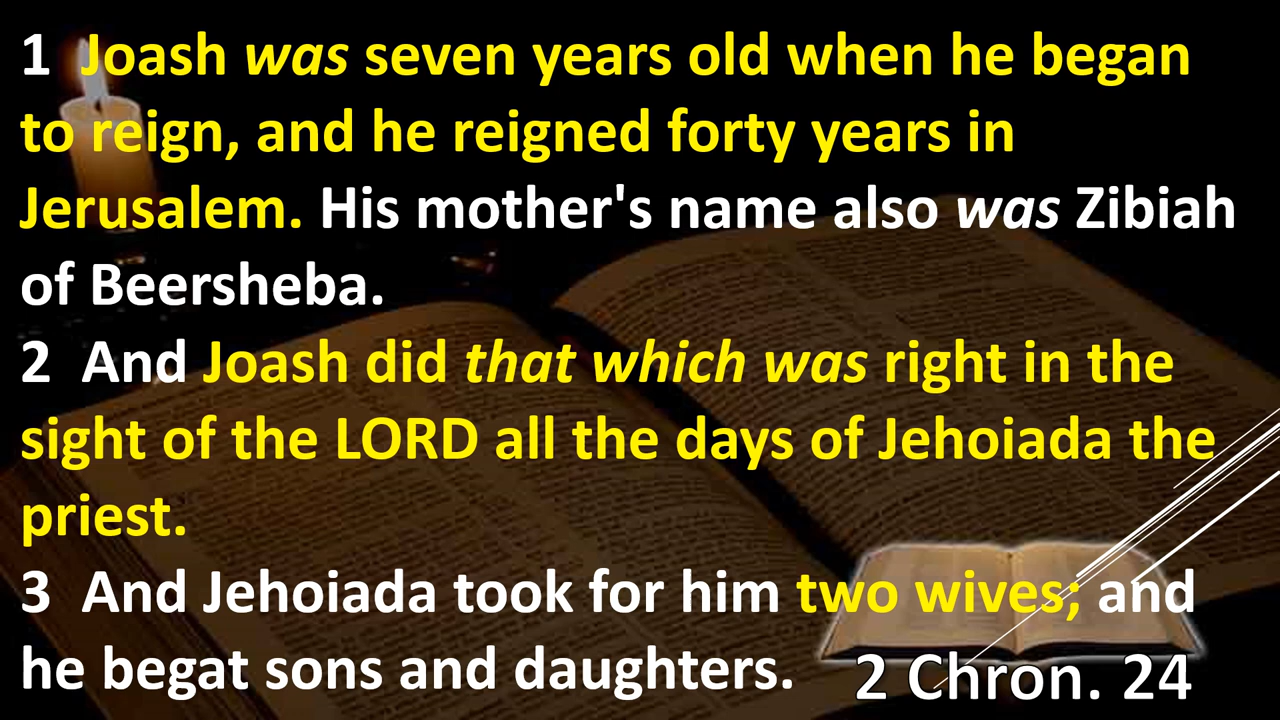 1 Joash was seven years old when he began
to reign, and he reigned forty years in
Jerusalem. His mother's name also was Zibiah
of Beersheba.
2 And Joash did that which was right in the
sight of the LORD all the days of Jehoiada the
priest.
3 And Jehoiada took for him two wives; and
he begat sons and daughters.
2 Chron. 24